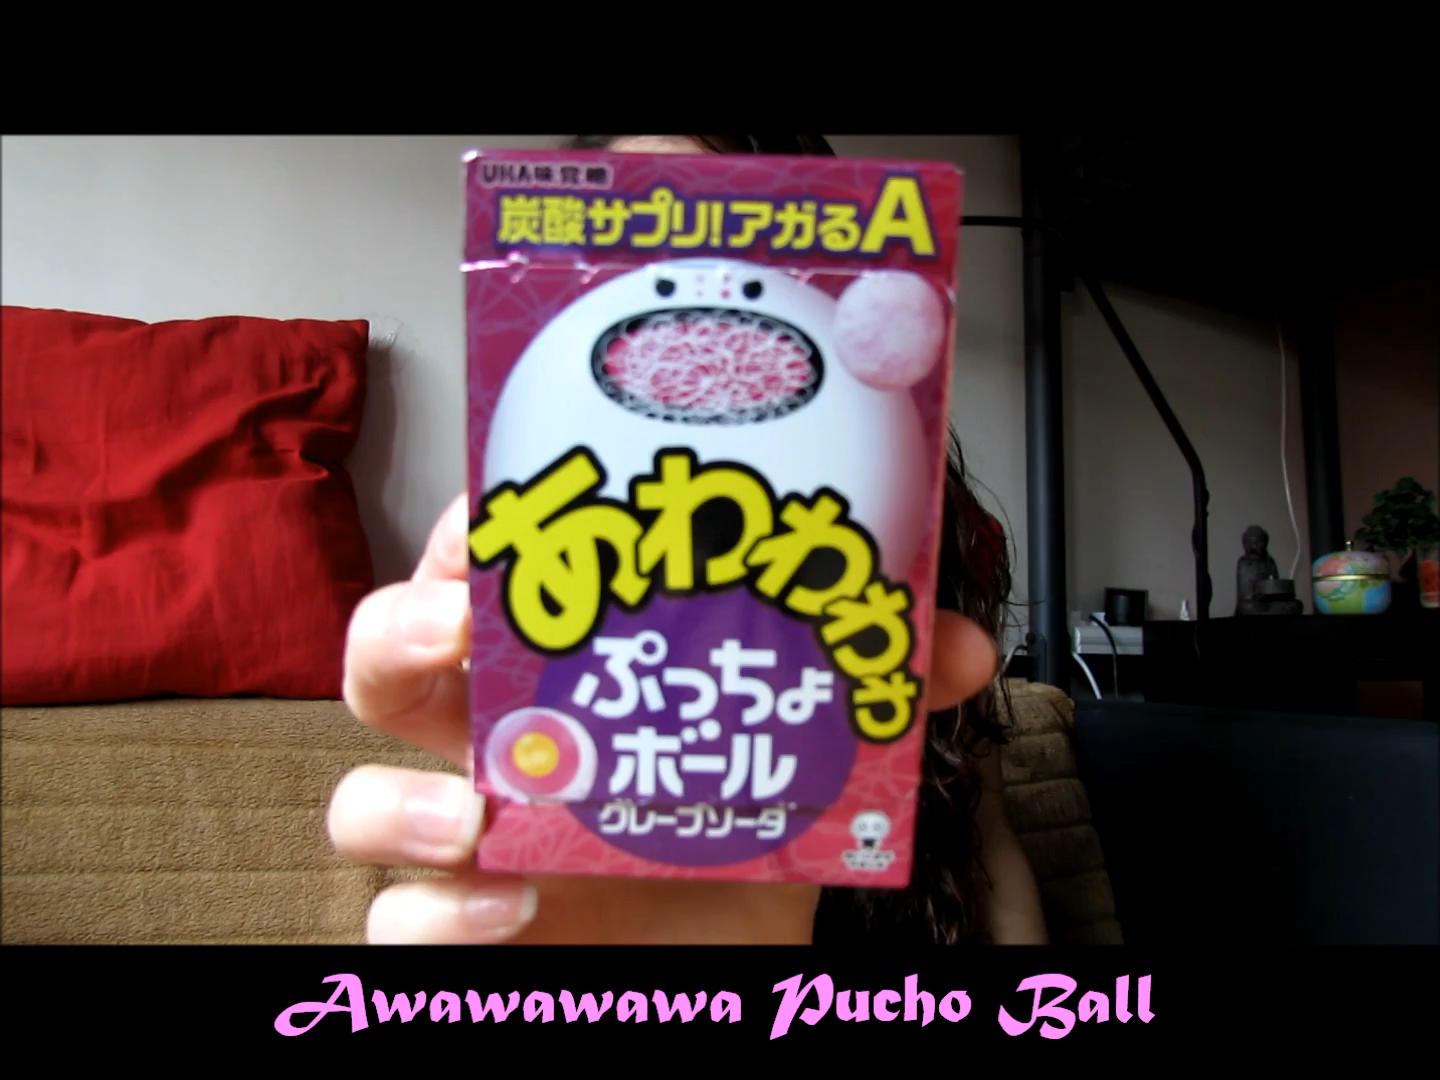 UHA味覚糖
炭酸サプリ!アガるA
あわわわわ
ぷっちょ
ボール
グレープソーダ
Awawawawa Pucho Ball